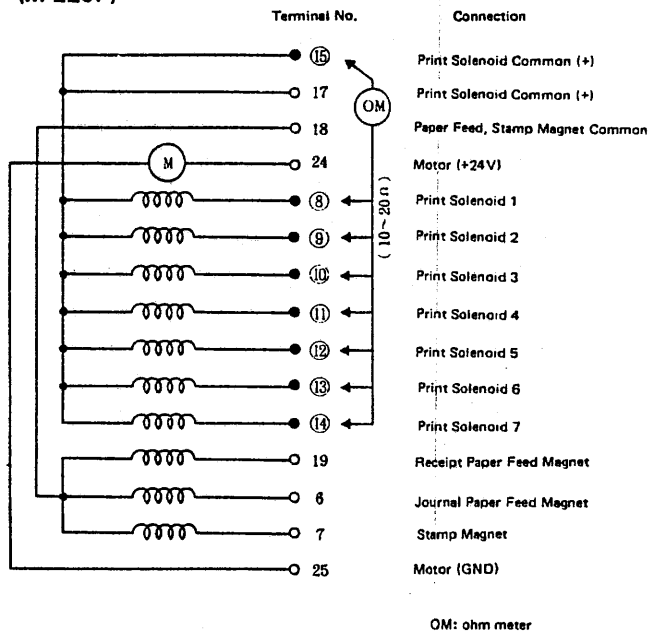 Terminal No. Connection
⑮ Print Solenoid Common (+)
17 Print Solenoid Common (+)
OM
18 Paper Feed, Stamp Magnet Common
M 24 Motor (+24V)
⑧ Print Solenoid 1
(10~20Ω)
⑨ Print Solenoid 2
⑩ Print Solenoid 3
⑪ Print Solenoid 4
⑫ Print Solenoid 5
⑬ Print Solenoid 6
⑭ Print Solenoid 7
19 Receipt Paper Feed Magnet
6 Journal Paper Feed Magnet
7 Stamp Magnet
25 Motor (GND)
OM: ohm meter